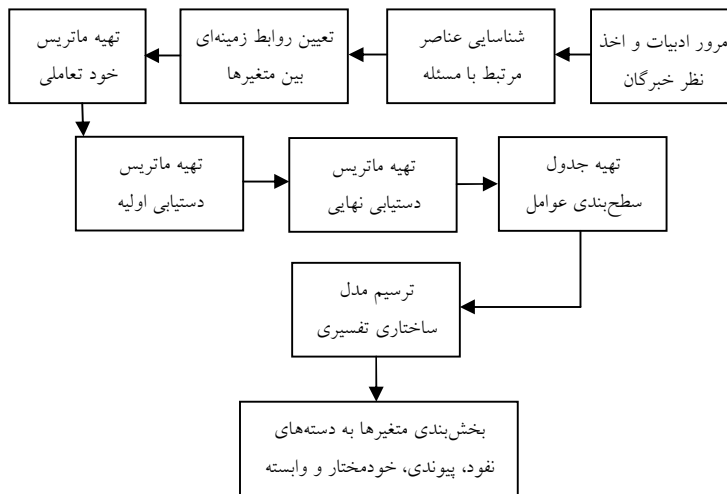 مرور ادبیات و اخذ
نظر خبرگان
شناسایی عناصر
مرتبط با مسئله
تعیین روابط زمینه‌ای
بین متغیرها
تهیه ماتریس
خود تعاملی
تهیه ماتریس
دستیابی اولیه
تهیه ماتریس
دستیابی نهایی
تهیه جدول
سطح‌بندی عوامل
ترسیم مدل
ساختاری تفسیری
بخش‌بندی متغیرها به دسته‌های
نفود، پیوندی، خودمختار و وابسته